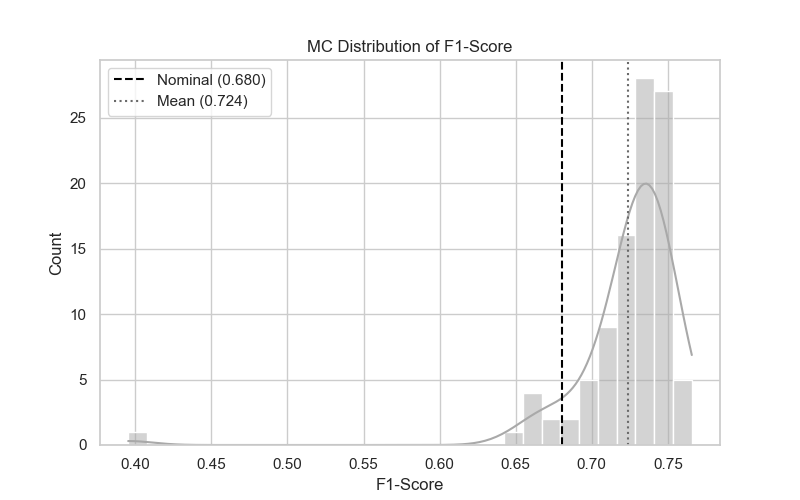 MC Distribution of F1-Score
Nominal (0.680)
Mean (0.724)
Count
25
20
15
10
5
0
0.40 0.45 0.50 0.55 0.60 0.65 0.70 0.75
F1-Score